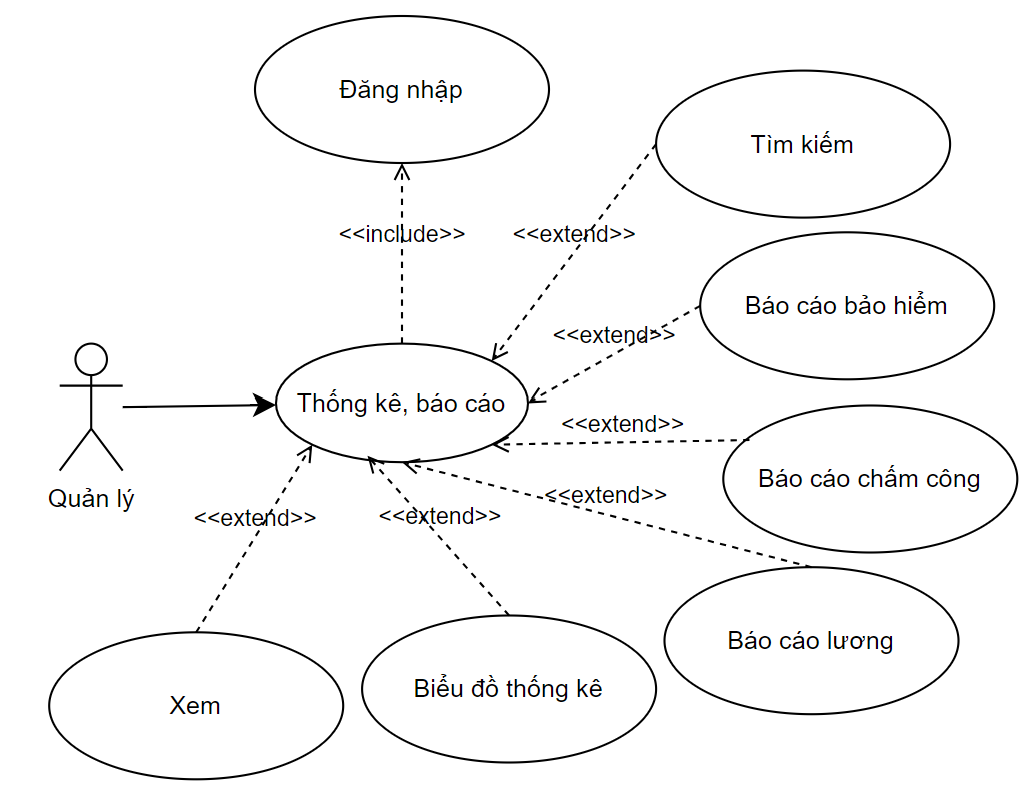 Đăng nhập
Tìm kiếm
<<include>>
<<extend>>
Báo cáo bảo hiểm
<<extend>>
Thống kê, báo cáo
<<extend>>
Báo cáo chấm công
Quản lý
<<extend>>
<<extend>>
<<extend>>
Báo cáo lương
Biểu đồ thống kê
Xem